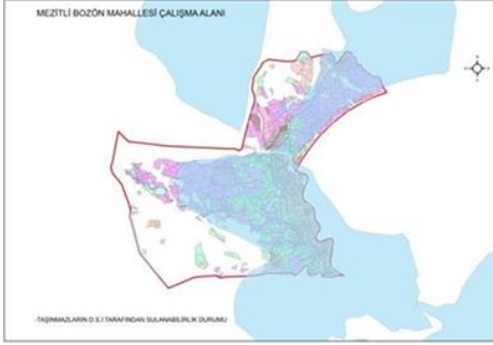 MEZİTLİ BOZÖN MAHALLESİ ÇALIŞMA ALANI
-TAŞINMAZLARIN D.S.İ TARAFINDAN SULANABİLİRLİK DURUMU